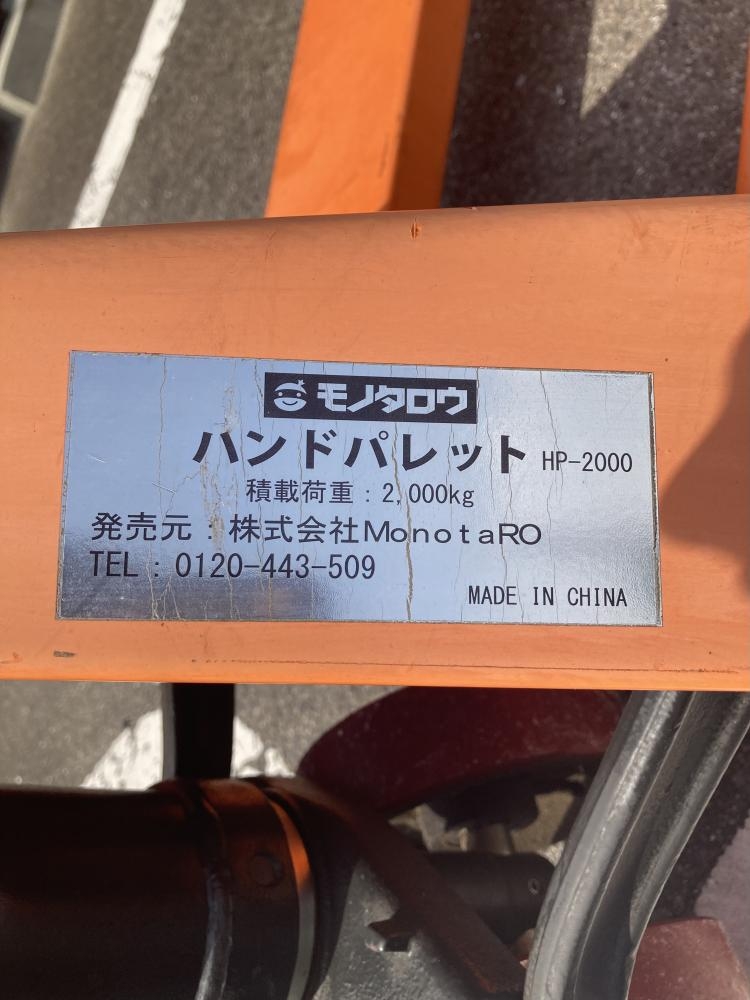 モノタロウ
ハンドパレット HP-2000
積載荷重：2,000kg
発売元：株式会社MonotaRO
TEL：0120-443-509
MADE IN CHINA